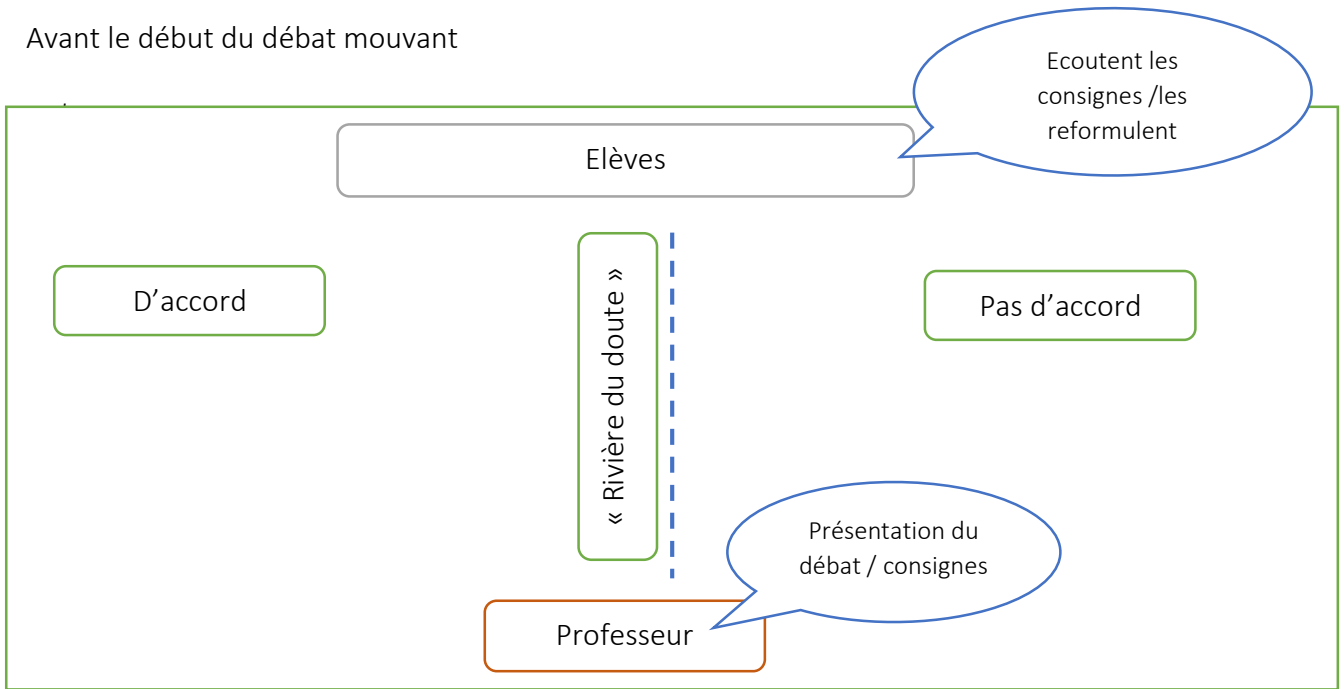 Avant le début du débat mouvant
Ecoutent les
consignes /les
reformulent
Elèves
D’accord
« Rivière du doute »
Pas d’accord
Présentation du
débat / consignes
Professeur